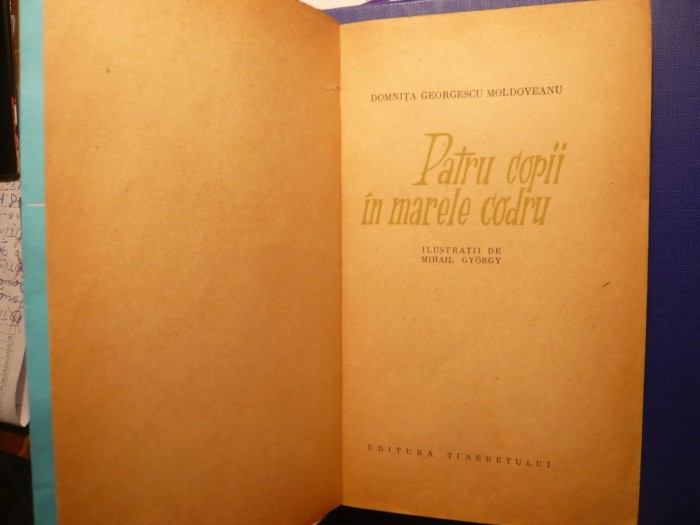 DOMNIȚA GEORGESCU MOLDOVEANU
Patru copii
în marele codru
ILUSTRAȚII DE
MIHAIL GYÖRGY
EDITURA TINERETULUI